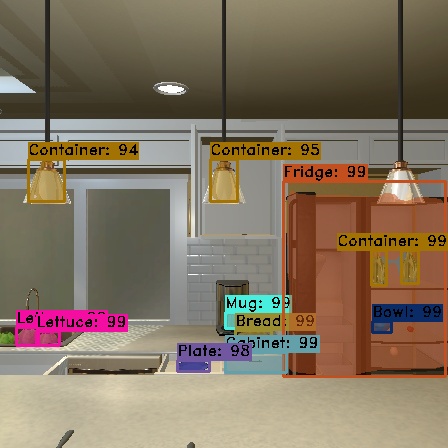 Container: 94
Container: 95
Fridge: 99
Container: 99
Mug: 99
Bowl: 99
Lettuce: 99
Bread: 99
Cabinet: 99
Plate: 98